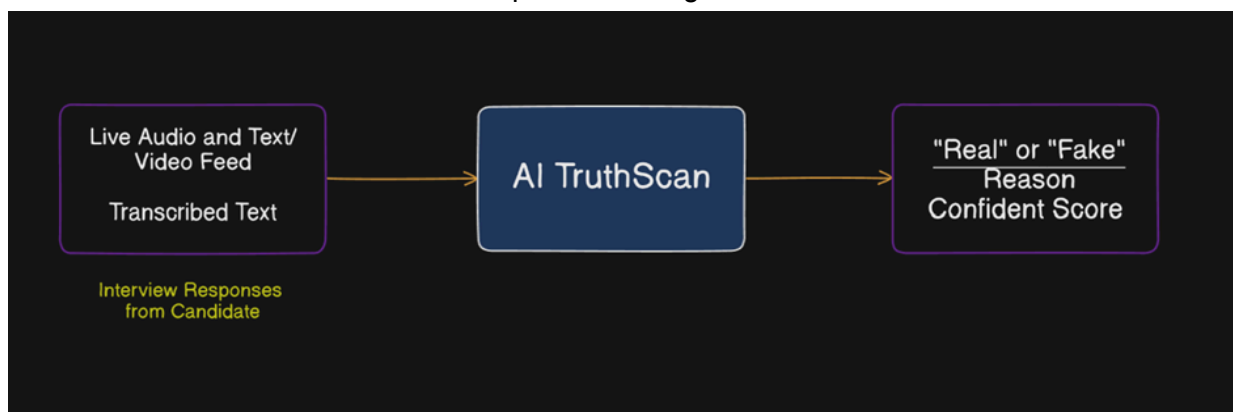 Live Audio and Text/
Video Feed
Transcribed Text
Interview Responses
from Candidate
AI TruthScan
"Real" or "Fake"
Reason
Confident Score